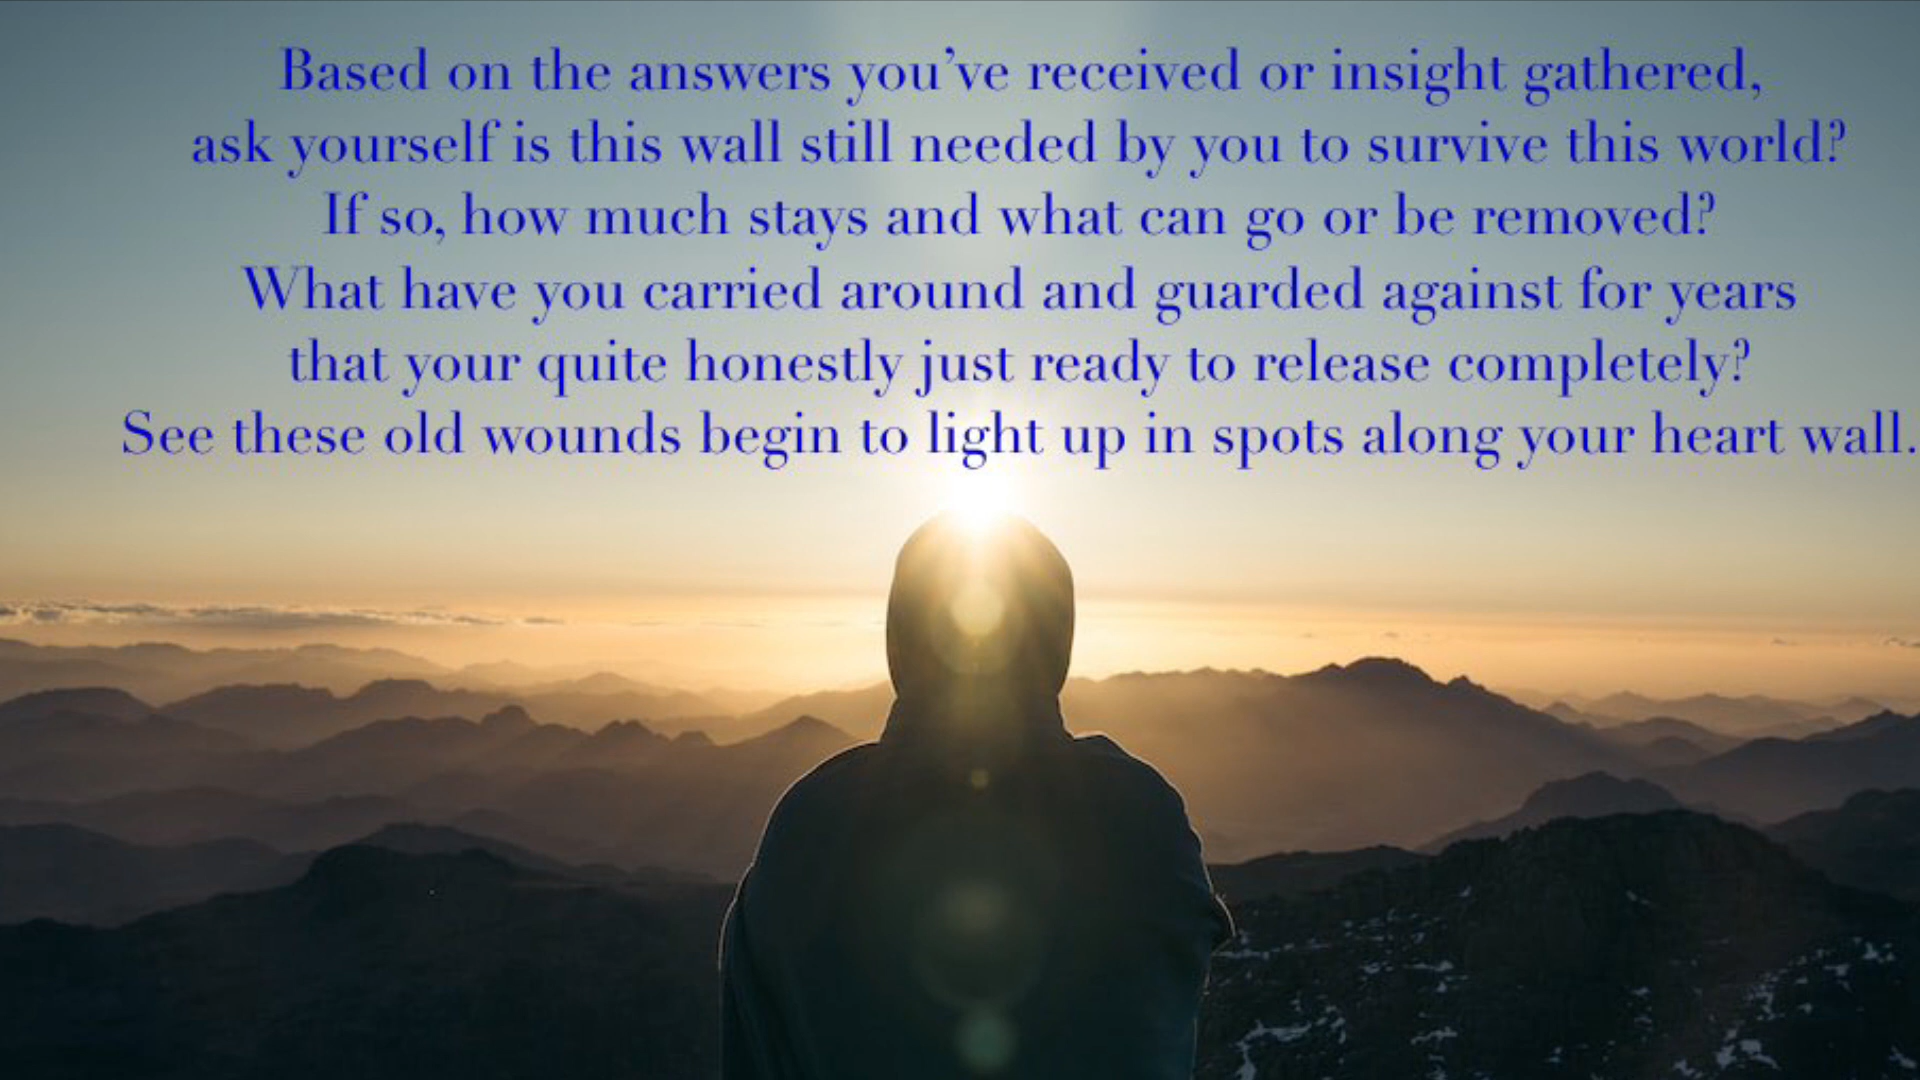 Based on the answers you’ve received or insight gathered,
ask yourself is this wall still needed by you to survive this world?
If so, how much stays and what can go or be removed?
What have you carried around and guarded against for years
that your quite honestly just ready to release completely?
See these old wounds begin to light up in spots along your heart wall.